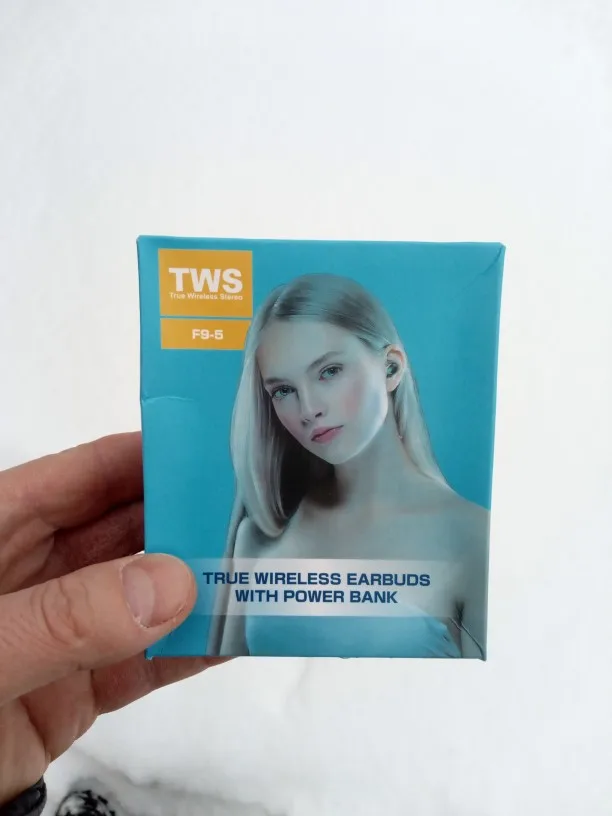 TWS
True Wireless Stereo
F9-5
TRUE WIRELESS EARBUDS
WITH POWER BANK